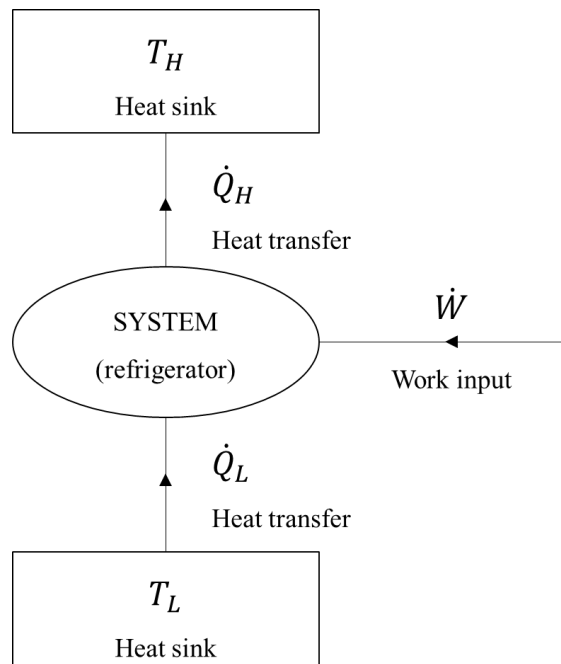 T_H
Heat sink
Q̇_H
Heat transfer
SYSTEM
(refrigerator)
Ẇ
Work input
Q̇_L
Heat transfer
T_L
Heat sink